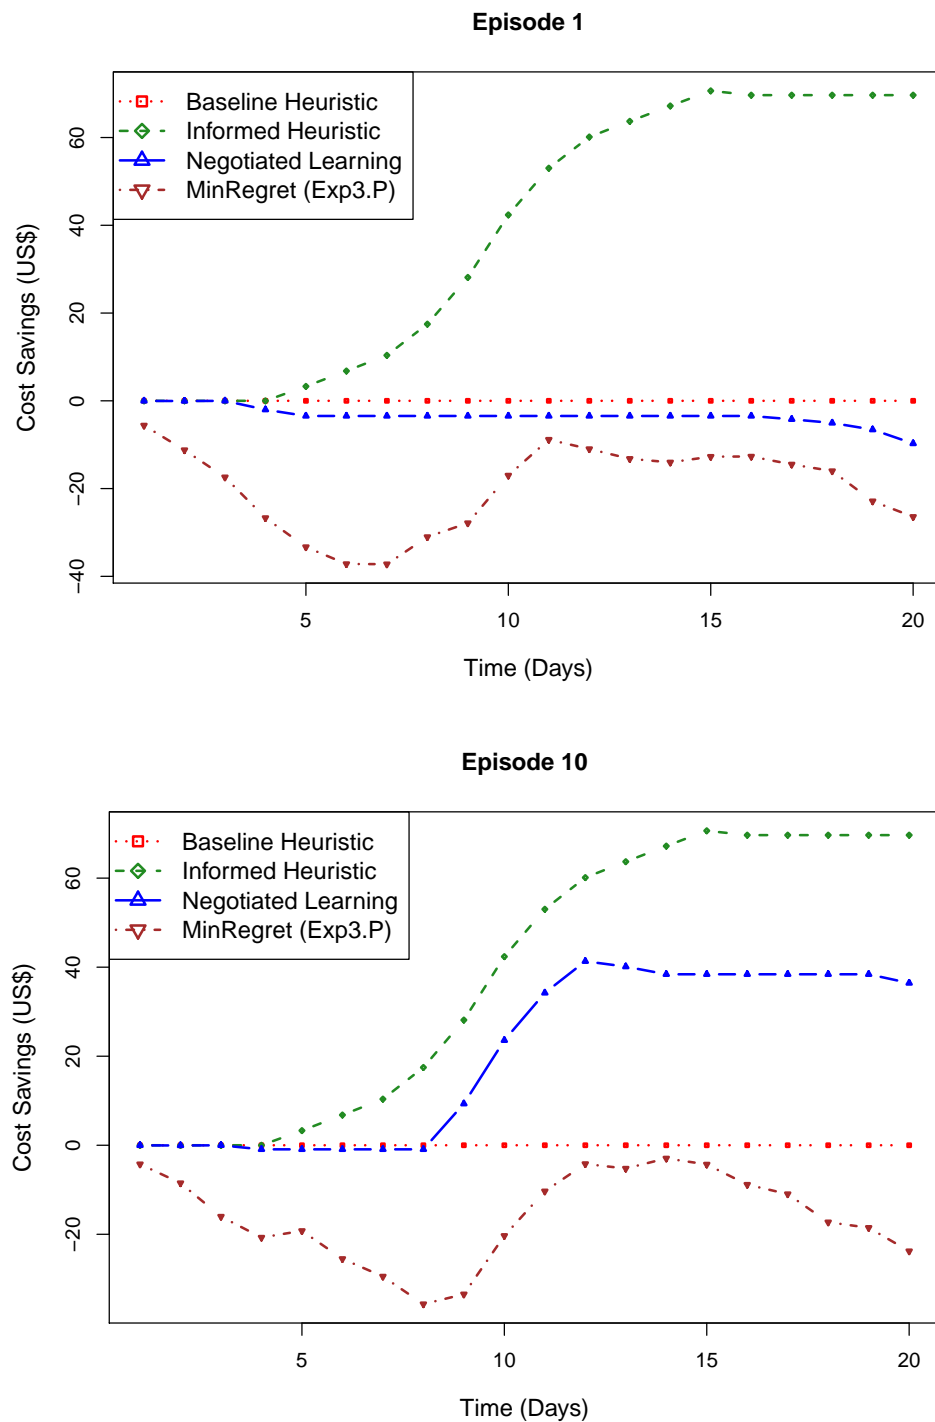 Episode 1
Baseline Heuristic
Informed Heuristic
Negotiated Learning
MinRegret (Exp3.P)
Cost Savings (US$)
60
40
20
0
−20
−40
5
10
15
20
Time (Days)
Episode 10
Baseline Heuristic
Informed Heuristic
Negotiated Learning
MinRegret (Exp3.P)
Cost Savings (US$)
60
40
20
0
−20
5
10
15
20
Time (Days)